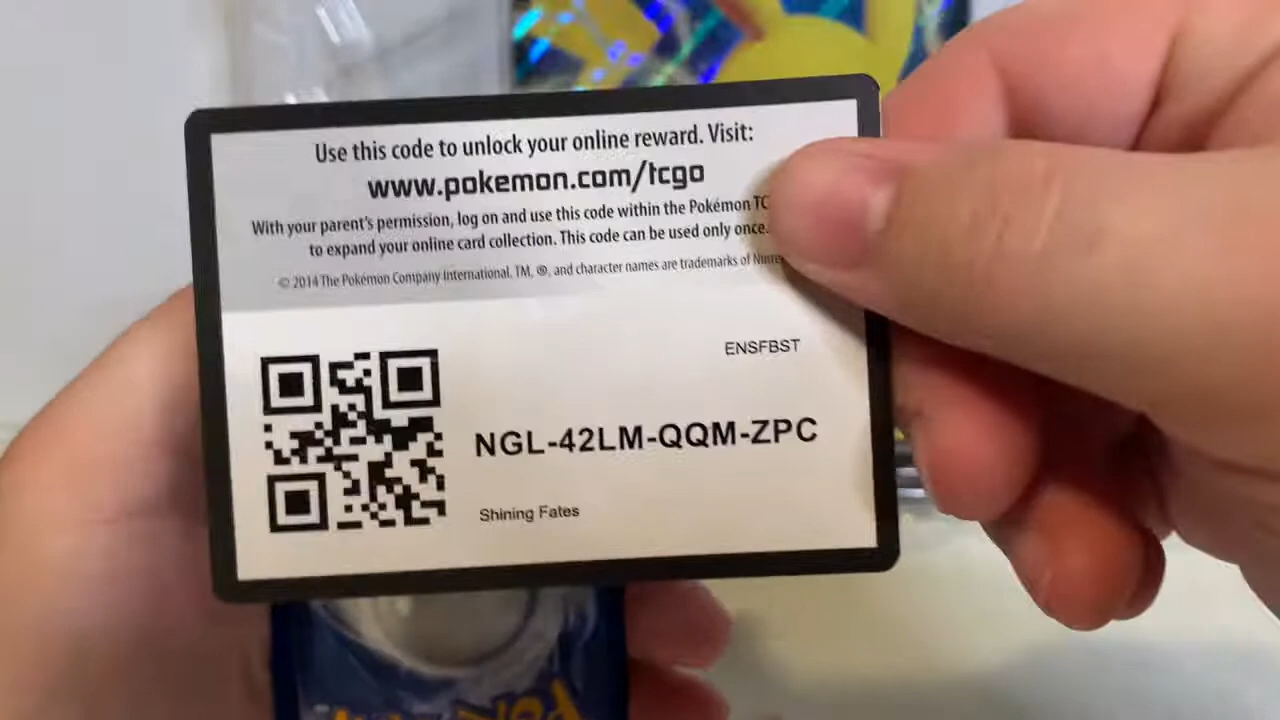 Use this code to unlock your online reward. Visit:
www.pokemon.com/tcgo
With your parent's permission, log on and use this code within the Pokémon
to expand your online card collection. This code can be used only once.
© 2014 The Pokémon Company International. TM, ®, and character names are trademarks of
ENSFBST
NGL-42LM-QQM-ZPC
Shining Fates